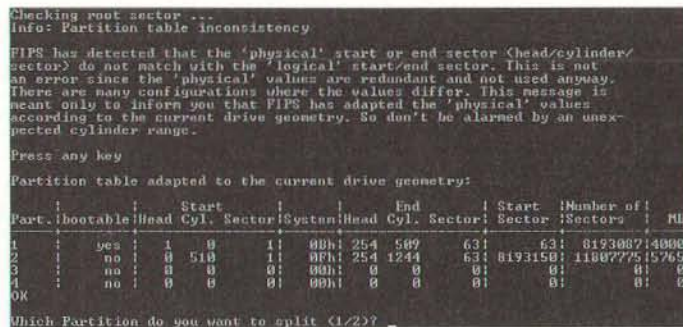 Checking root sector ...
Info: Partition table inconsistency
FIPS has detected that the 'physical' start or end sector (head/cylinder/
sector) do not match with the 'logical' start/end sector. This is not
an error since the 'physical' values are redundant and not used anyway.
There are many configurations where the values differ. This message is
meant only to inform you that FIPS has adapted the 'physical' values
according to the current drive geometry. So don't be alarmed by an unex-
pected cylinder range.
Press any key
Partition table adapted to the current drive geometry:
| | Start | | End | Start |Number of|
Part.|bootable|Head Cyl. Sector|System|Head Cyl. Sector| Sector |Sectors | MB
1 | yes | 1 0 1| 0Bh| 254 509 63| 63| 8193087|4000
2 | no | 0 510 1| 0Fh| 254 1244 63| 8193150| 11807775|5765
3 | no | 0 0 0| 00h| 0 0 0| 0| 0| 0
4 | no | 0 0 0| 00h| 0 0 0| 0| 0| 0
OK
Which Partition do you want to split (1/2)? _